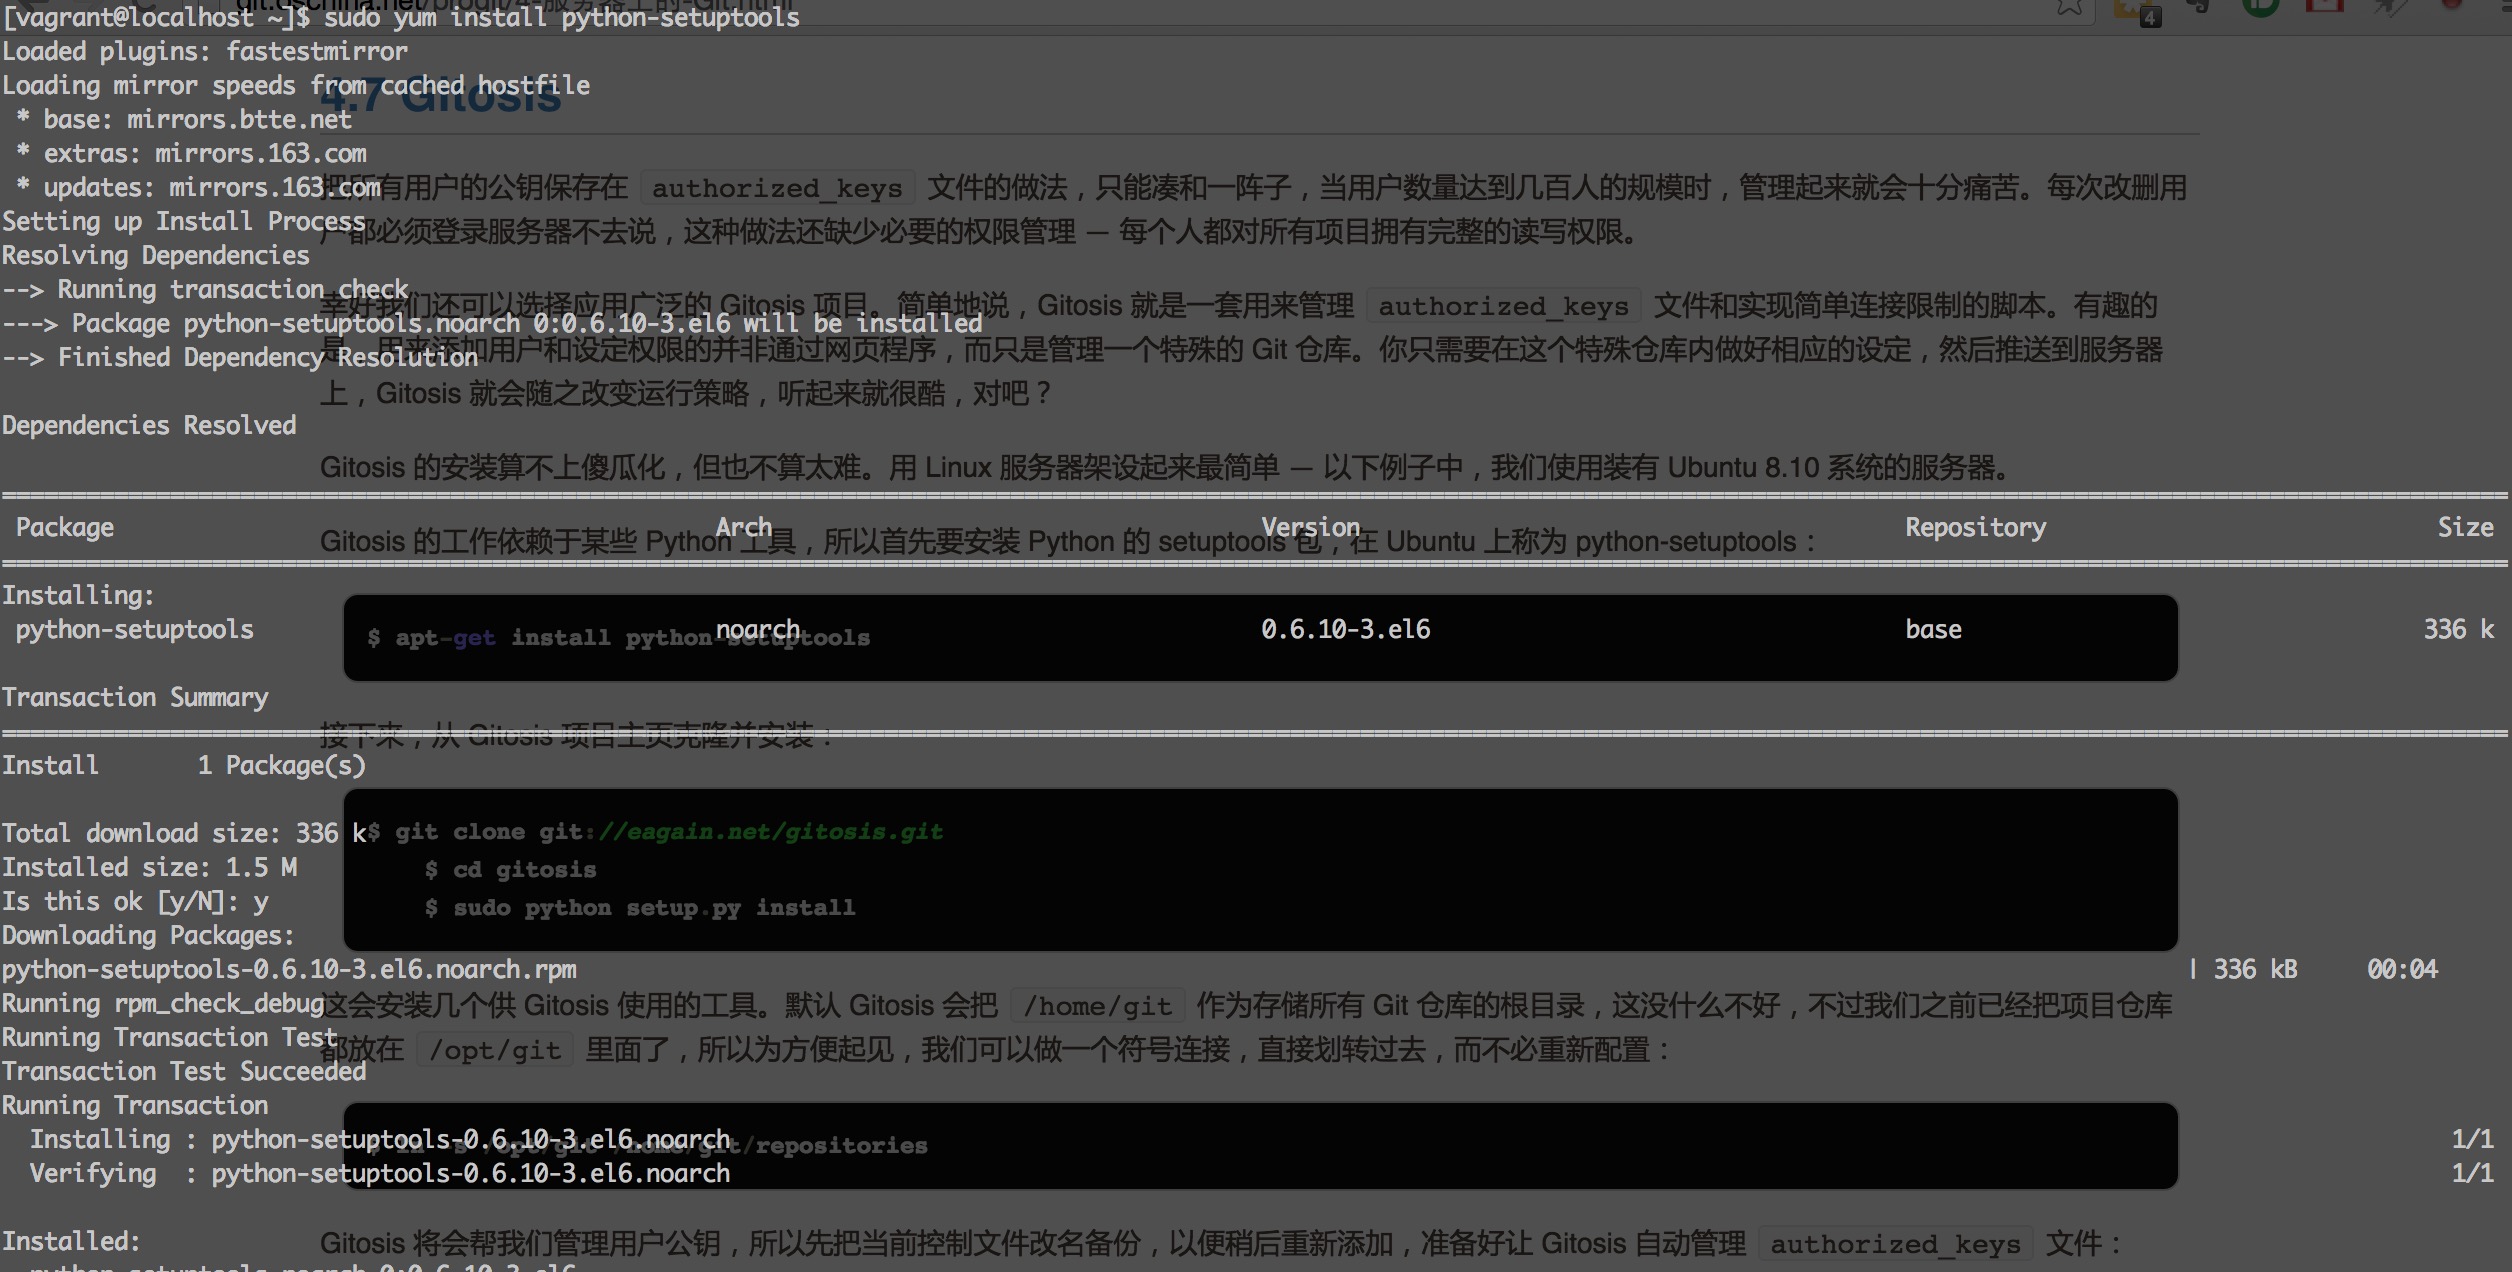 [vagrant@localhost ~]$ sudo yum install python-setuptools
Loaded plugins: fastestmirror
Loading mirror speeds from cached hostfile
* base: mirrors.btte.net
* extras: mirrors.163.com
* updates: mirrors.163.com
Setting up Install Process
Resolving Dependencies
--> Running transaction check
---> Package python-setuptools.noarch 0:0.6.10-3.el6 will be installed
--> Finished Dependency Resolution
Dependencies Resolved
Package Arch Version Repository Size
Installing:
python-setuptools noarch 0.6.10-3.el6 base 336 k
Transaction Summary
Install 1 Package(s)
Total download size: 336 k
Installed size: 1.5 M
Is this ok [y/N]: y
Downloading Packages:
python-setuptools-0.6.10-3.el6.noarch.rpm | 336 kB 00:04
Running rpm_check_debug
Running Transaction Test
Transaction Test Succeeded
Running Transaction
Installing : python-setuptools-0.6.10-3.el6.noarch 1/1
Verifying : python-setuptools-0.6.10-3.el6.noarch 1/1
Installed:
python-setuptools.noarch 0:0.6.10-3.el6
4
4.7 Gitosis
把所有用户的公钥保存在 authorized_keys 文件的做法，只能凑和一阵子，当用户数量达到几百人的规模时，管理起来就会十分痛苦。每次改删用
户都必须登录服务器不去说，这种做法还缺少必要的权限管理 — 每个人都对所有项目拥有完整的读写权限。
幸好我们还可以选择应用广泛的 Gitosis 项目。简单地说，Gitosis 就是一套用来管理 authorized_keys 文件和实现简单连接限制的脚本。有趣的
是，用来添加用户和设定权限的并非通过网页程序，而只是管理一个特殊的 Git 仓库。你只需要在这个特殊仓库内做好相应的设定，然后推送到服务器
上，Gitosis 就会随之改变运行策略，听起来就很酷，对吧？
Gitosis 的安装算不上傻瓜化，但也不算太难。用 Linux 服务器架设起来最简单 — 以下例子中，我们使用装有 Ubuntu 8.10 系统的服务器。
Gitosis 的工作依赖于某些 Python 工具，所以首先要安装 Python 的 setuptools 包，在 Ubuntu 上称为 python-setuptools：
$ apt-get install python-setuptools
接下来，从 Gitosis 项目主页克隆并安装：
$ git clone git://eagain.net/gitosis.git
$ cd gitosis
$ sudo python setup.py install
这会安装几个供 Gitosis 使用的工具。默认 Gitosis 会把 /home/git 作为存储所有 Git 仓库的根目录，这没什么不好，不过我们之前已经把项目仓库
都放在 /opt/git 里面了，所以为方便起见，我们可以做一个符号连接，直接划转过去，而不必重新配置：
$ ln -s /opt/git /home/git/repositories
Gitosis 将会帮我们管理用户公钥，所以先把当前控制文件改名备份，以便稍后重新添加，准备好让 Gitosis 自动管理 authorized_keys 文件：